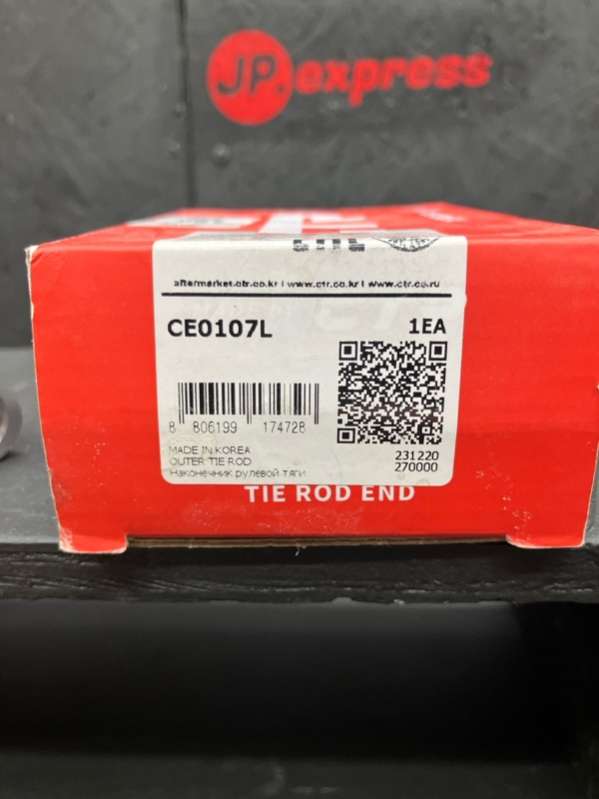 JP.express
aftermarket.ctr.co.kr I www.ctr.co.kr I www.ctr.co.ru
CE0107L 1EA
8 806199 174728
MADE IN KOREA
OUTER TIE ROD
наконечник рулевой тяги
231220
270000
TIE ROD END